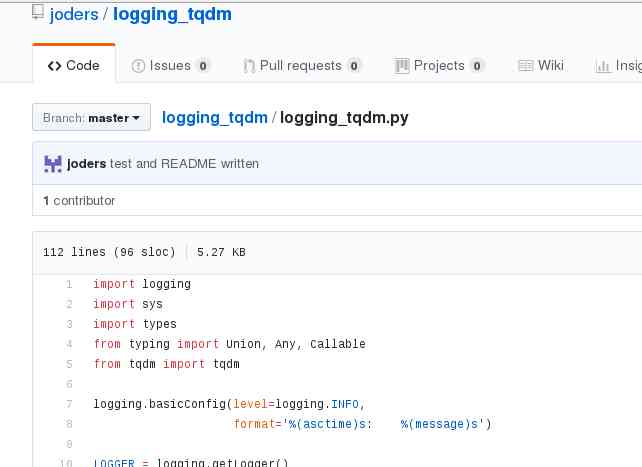 joders / logging_tqdm
Code Issues 0 Pull requests 0 Projects 0 Wiki
Branch: master logging_tqdm / logging_tqdm.py
joders test and README written
1 contributor
112 lines (96 sloc) 5.27 KB
1 import logging
2 import sys
3 import types
4 from typing import Union, Any, Callable
5 from tqdm import tqdm
6
7 logging.basicConfig(level=logging.INFO,
8 format='%(asctime)s:    %(message)s')
9
10 LOGGER = logging.getLogger()